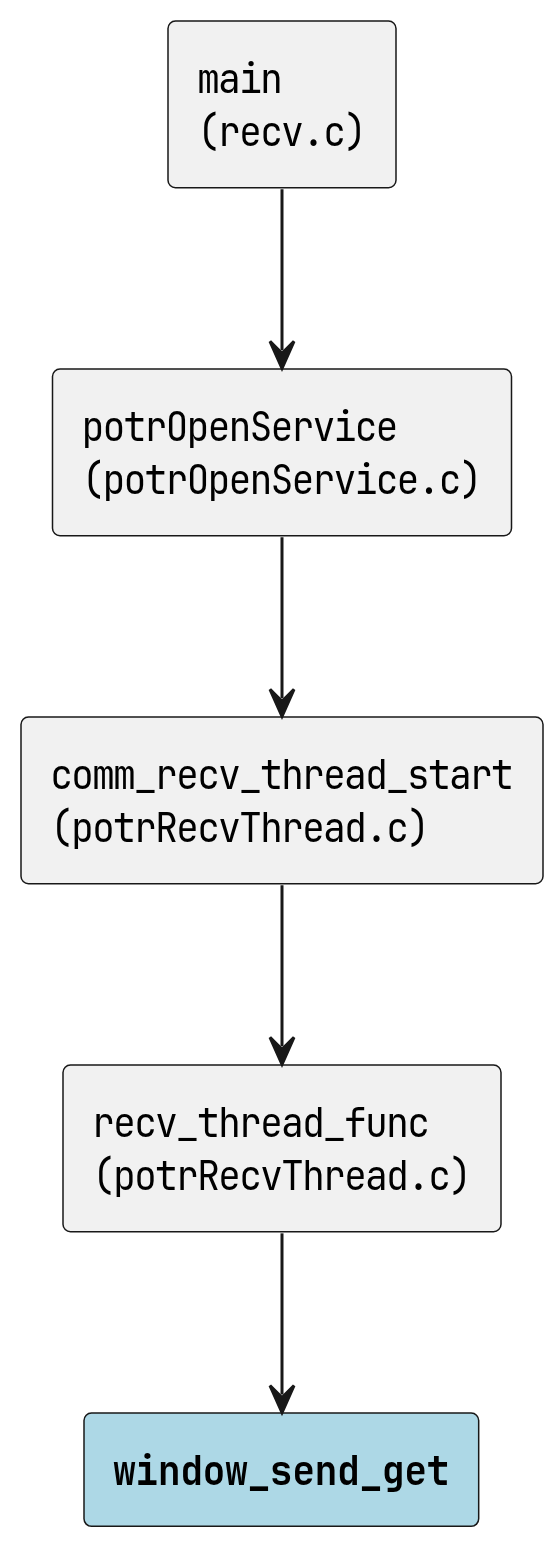 main
(recv.c)
potrOpenService
(potrOpenService.c)
comm_recv_thread_start
(potrRecvThread.c)
recv_thread_func
(potrRecvThread.c)
window_send_get